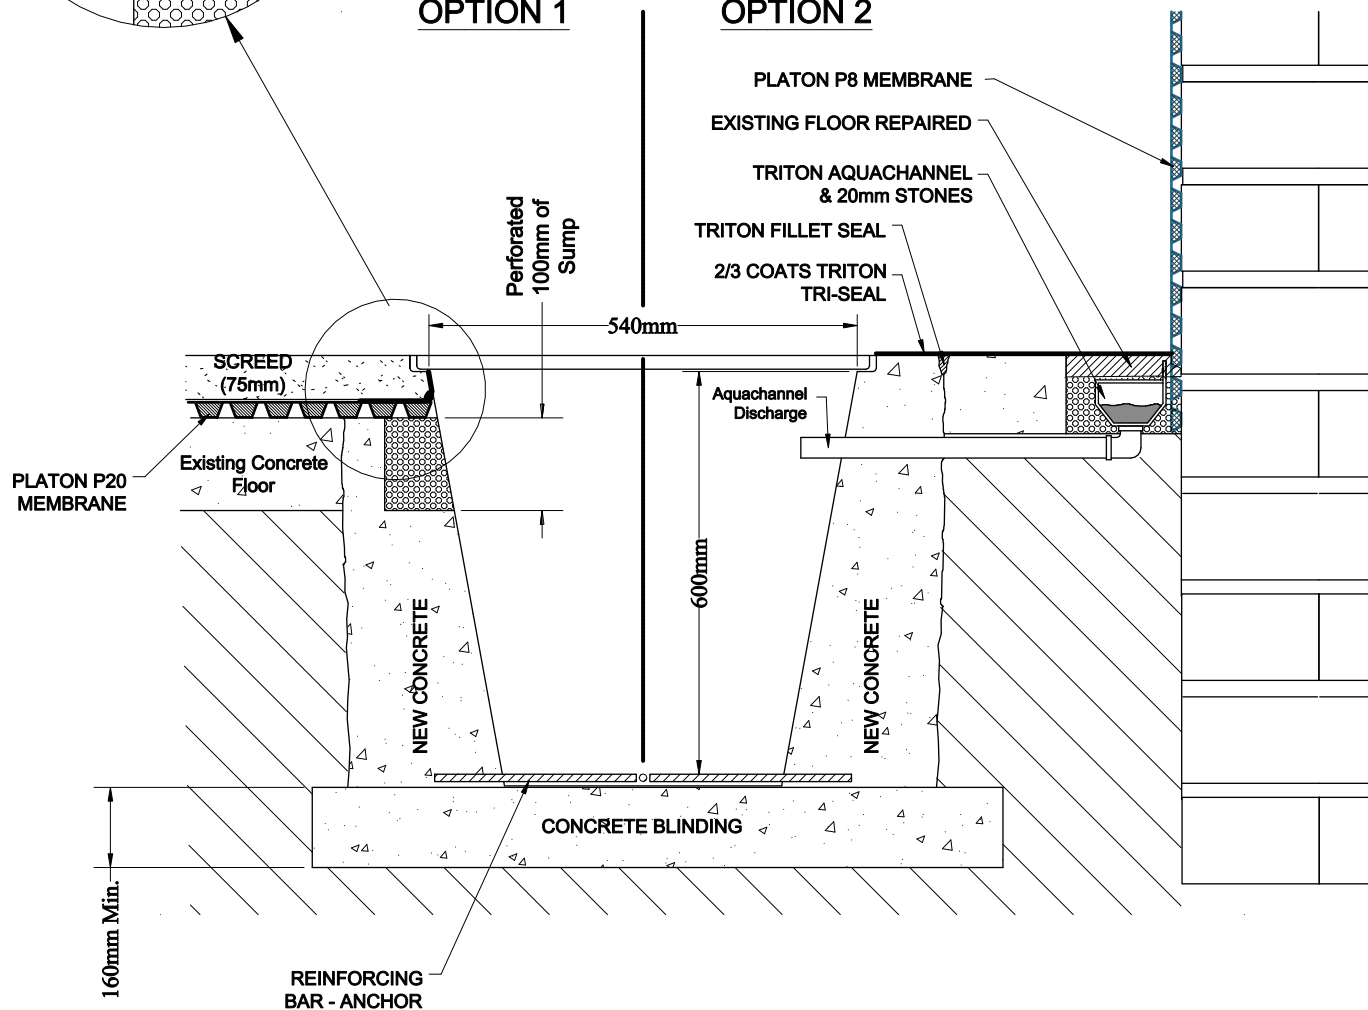 OPTION 1
OPTION 2
PLATON P8 MEMBRANE
EXISTING FLOOR REPAIRED
TRITON AQUACHANNEL
& 20mm STONES
TRITON FILLET SEAL
2/3 COATS TRITON
TRI-SEAL
Perforated
100mm of
Sump
540mm
SCREED
(75mm)
Aquachannel
Discharge
Existing Concrete
Floor
PLATON P20
MEMBRANE
600mm
NEW CONCRETE
NEW CONCRETE
CONCRETE BLINDING
160mm Min.
REINFORCING
BAR - ANCHOR